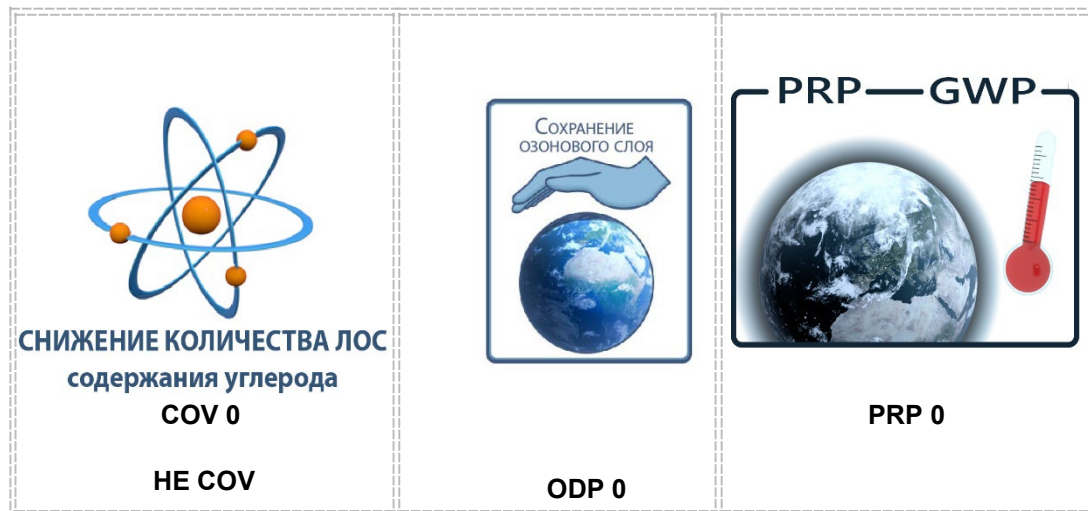 СНИЖЕНИЕ КОЛИЧЕСТВА ЛОС
содержания углерода
COV 0
НЕ COV
СОХРАНЕНИЕ
ОЗОНОВОГО СЛОЯ
ODP 0
PRP GWP
PRP 0